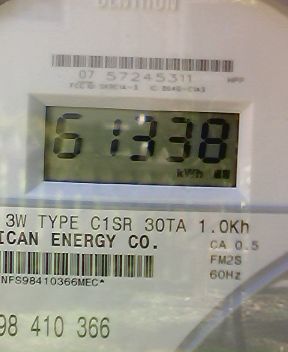 CENTRON
07 57245311
61338
kWh
3W TYPE C1SR 30TA 1.0Kh
ICAN ENERGY CO.
CA 0.5
FM2S
60Hz
NFS98410366MEC*
98 410 366